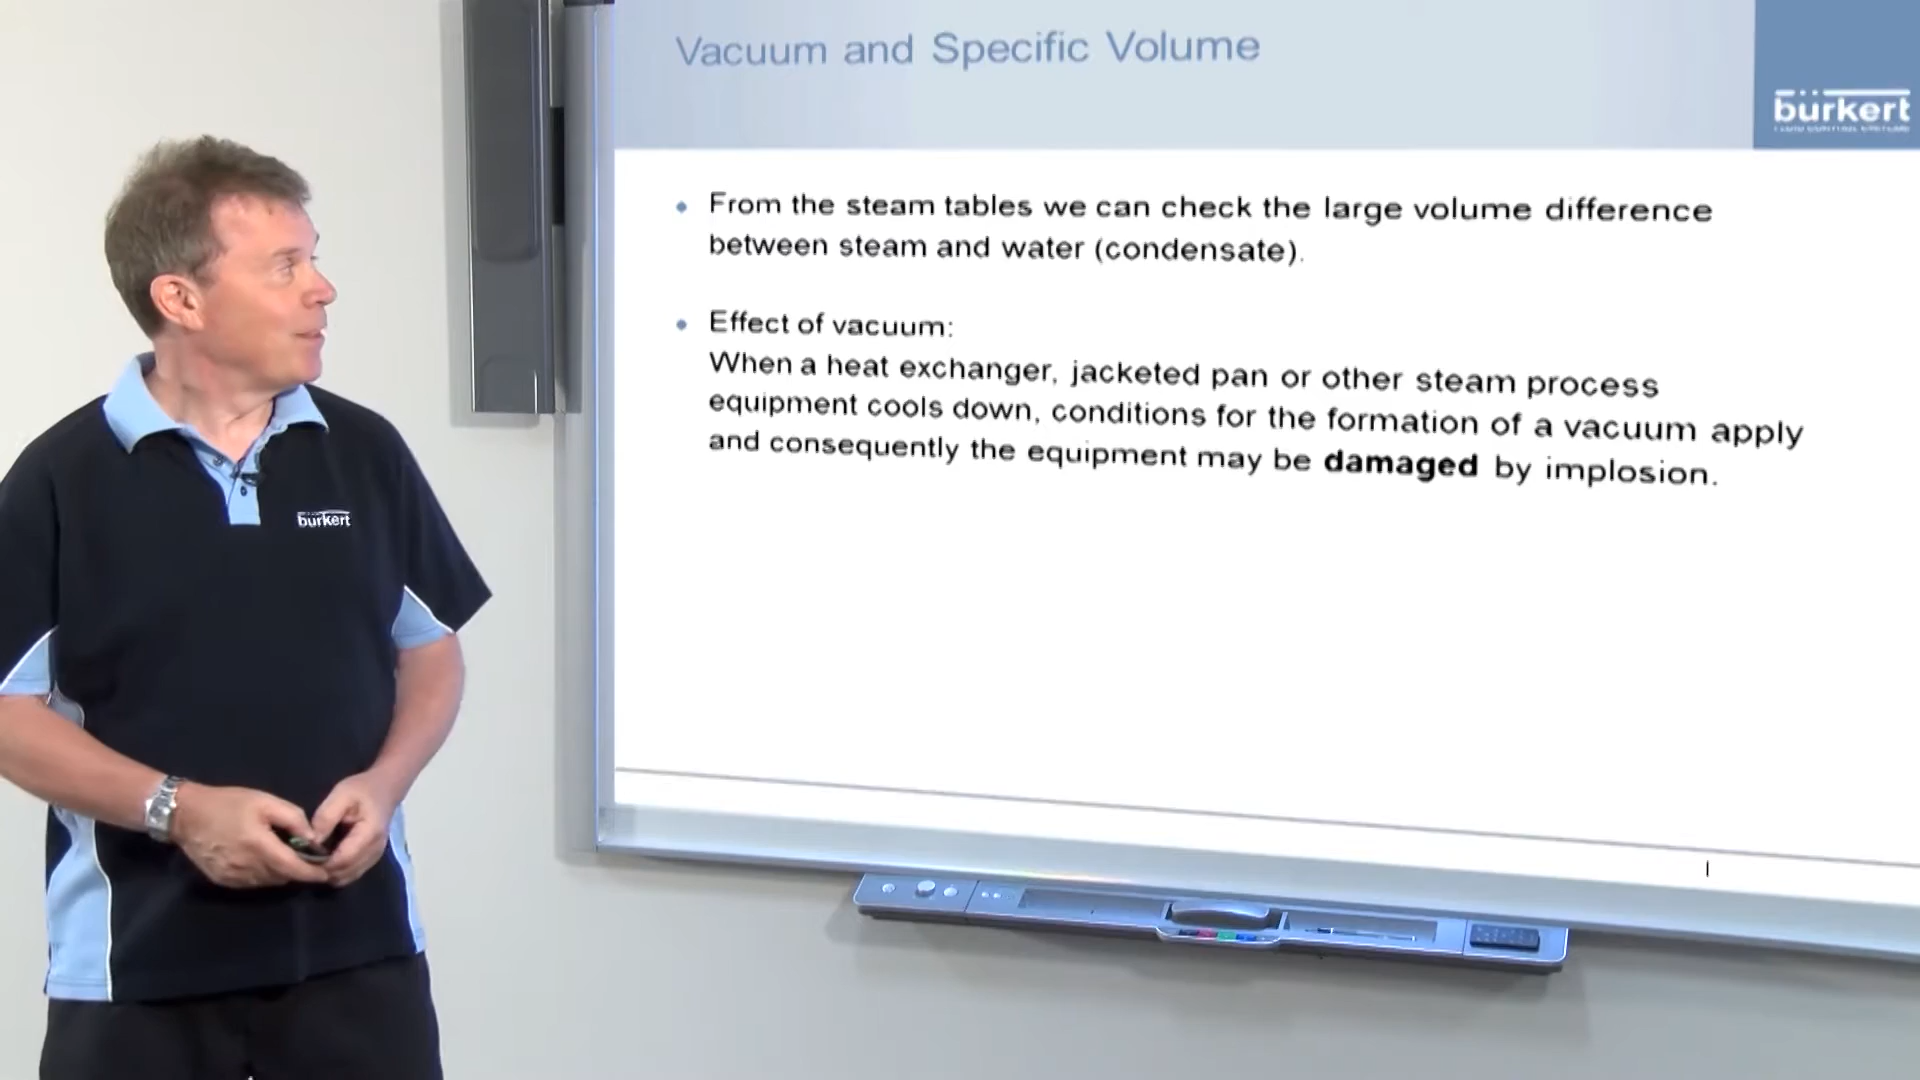 Vacuum and Specific Volume
bürkert
• From the steam tables we can check the large volume difference
between steam and water (condensate).
• Effect of vacuum:
When a heat exchanger, jacketed pan or other steam process
equipment cools down, conditions for the formation of a vacuum apply
and consequently the equipment may be damaged by implosion.
burkert